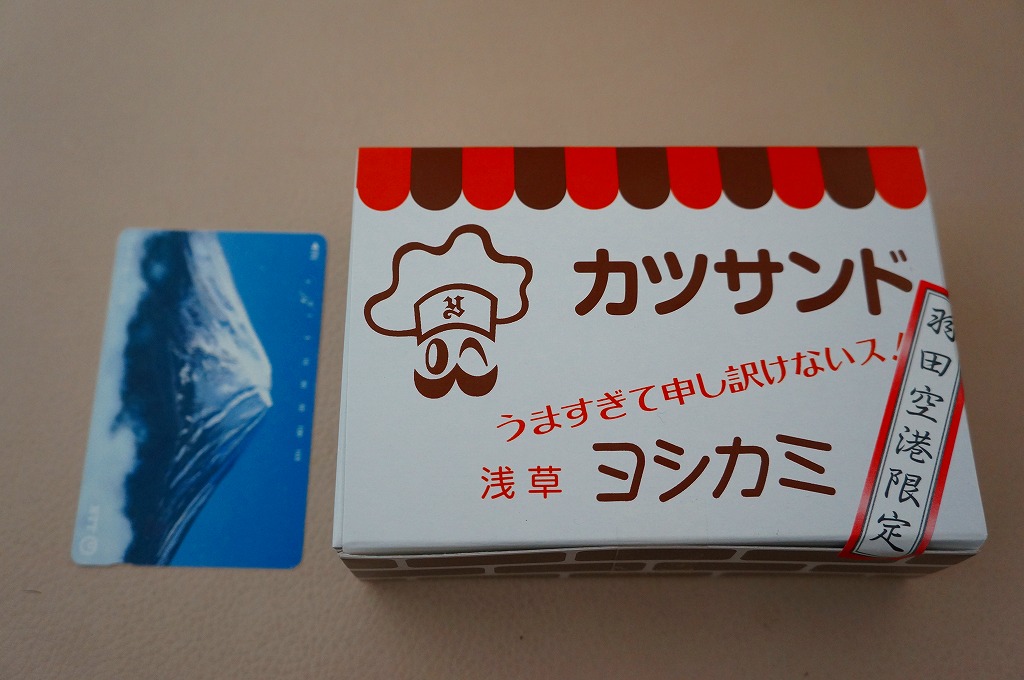 カツサンド
うますぎて申し訳けないス!
浅草 ヨシカミ
羽田空港限定
y